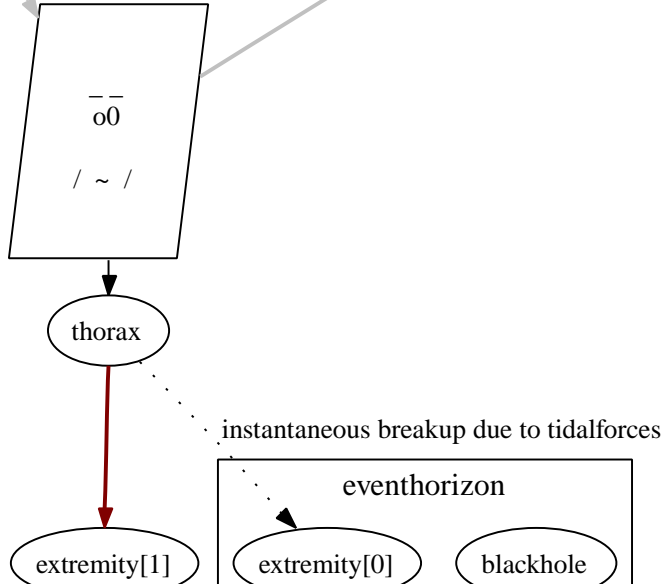 _ _
o0
/ ~ /
thorax
instantaneous breakup due to tidalforces
eventhorizon
extremity[1]
extremity[0]
blackhole